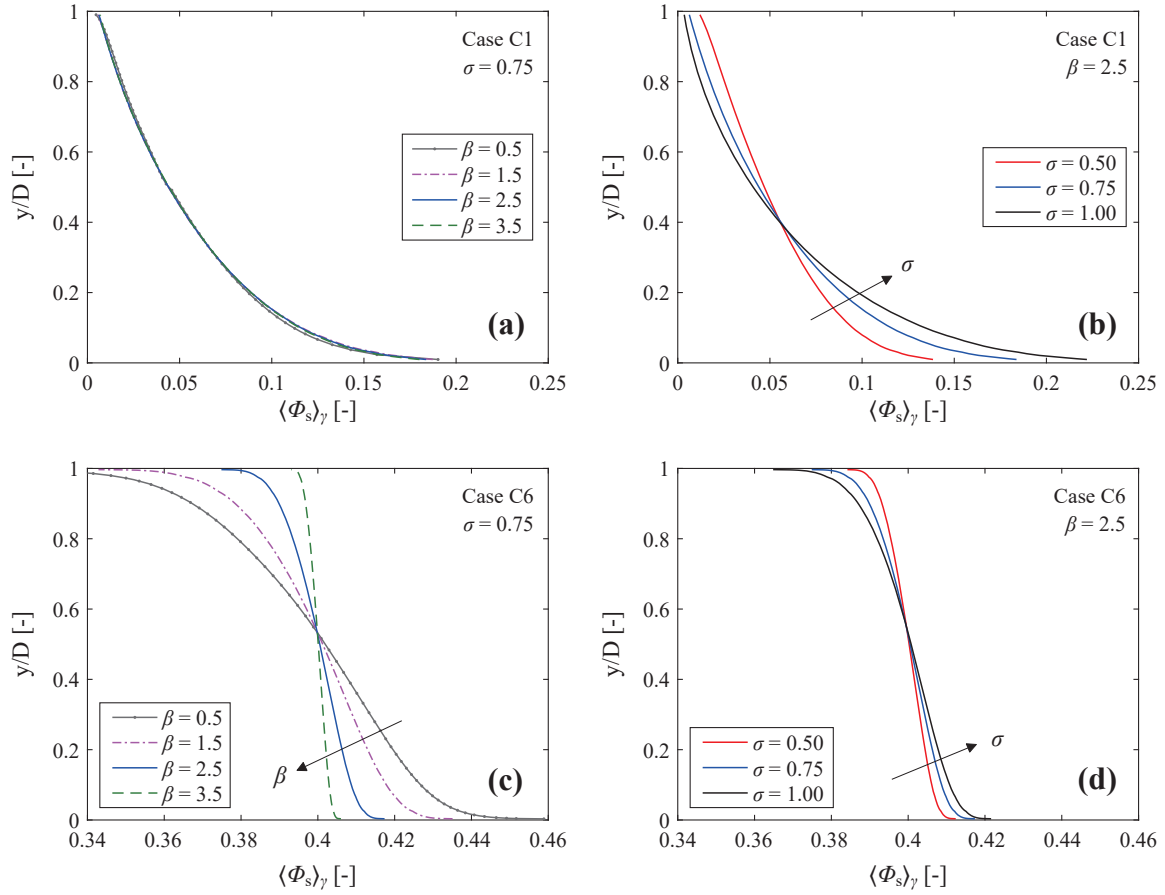 1
0.8
0.6
0.4
0.2
0
y/D [-]
0
0.05
0.1
0.15
0.2
0.25
⟨Φs⟩γ [-]
Case C1
σ = 0.75
β = 0.5
β = 1.5
β = 2.5
β = 3.5
(a)
1
0.8
0.6
0.4
0.2
0
y/D [-]
0
0.05
0.1
0.15
0.2
0.25
⟨Φs⟩γ [-]
Case C1
β = 2.5
σ = 0.50
σ = 0.75
σ = 1.00
σ
(b)
1
0.8
0.6
0.4
0.2
0
y/D [-]
0.34
0.36
0.38
0.4
0.42
0.44
0.46
⟨Φs⟩γ [-]
Case C6
σ = 0.75
β = 0.5
β = 1.5
β = 2.5
β = 3.5
β
(c)
1
0.8
0.6
0.4
0.2
0
y/D [-]
0.34
0.36
0.38
0.4
0.42
0.44
0.46
⟨Φs⟩γ [-]
Case C6
β = 2.5
σ = 0.50
σ = 0.75
σ = 1.00
σ
(d)